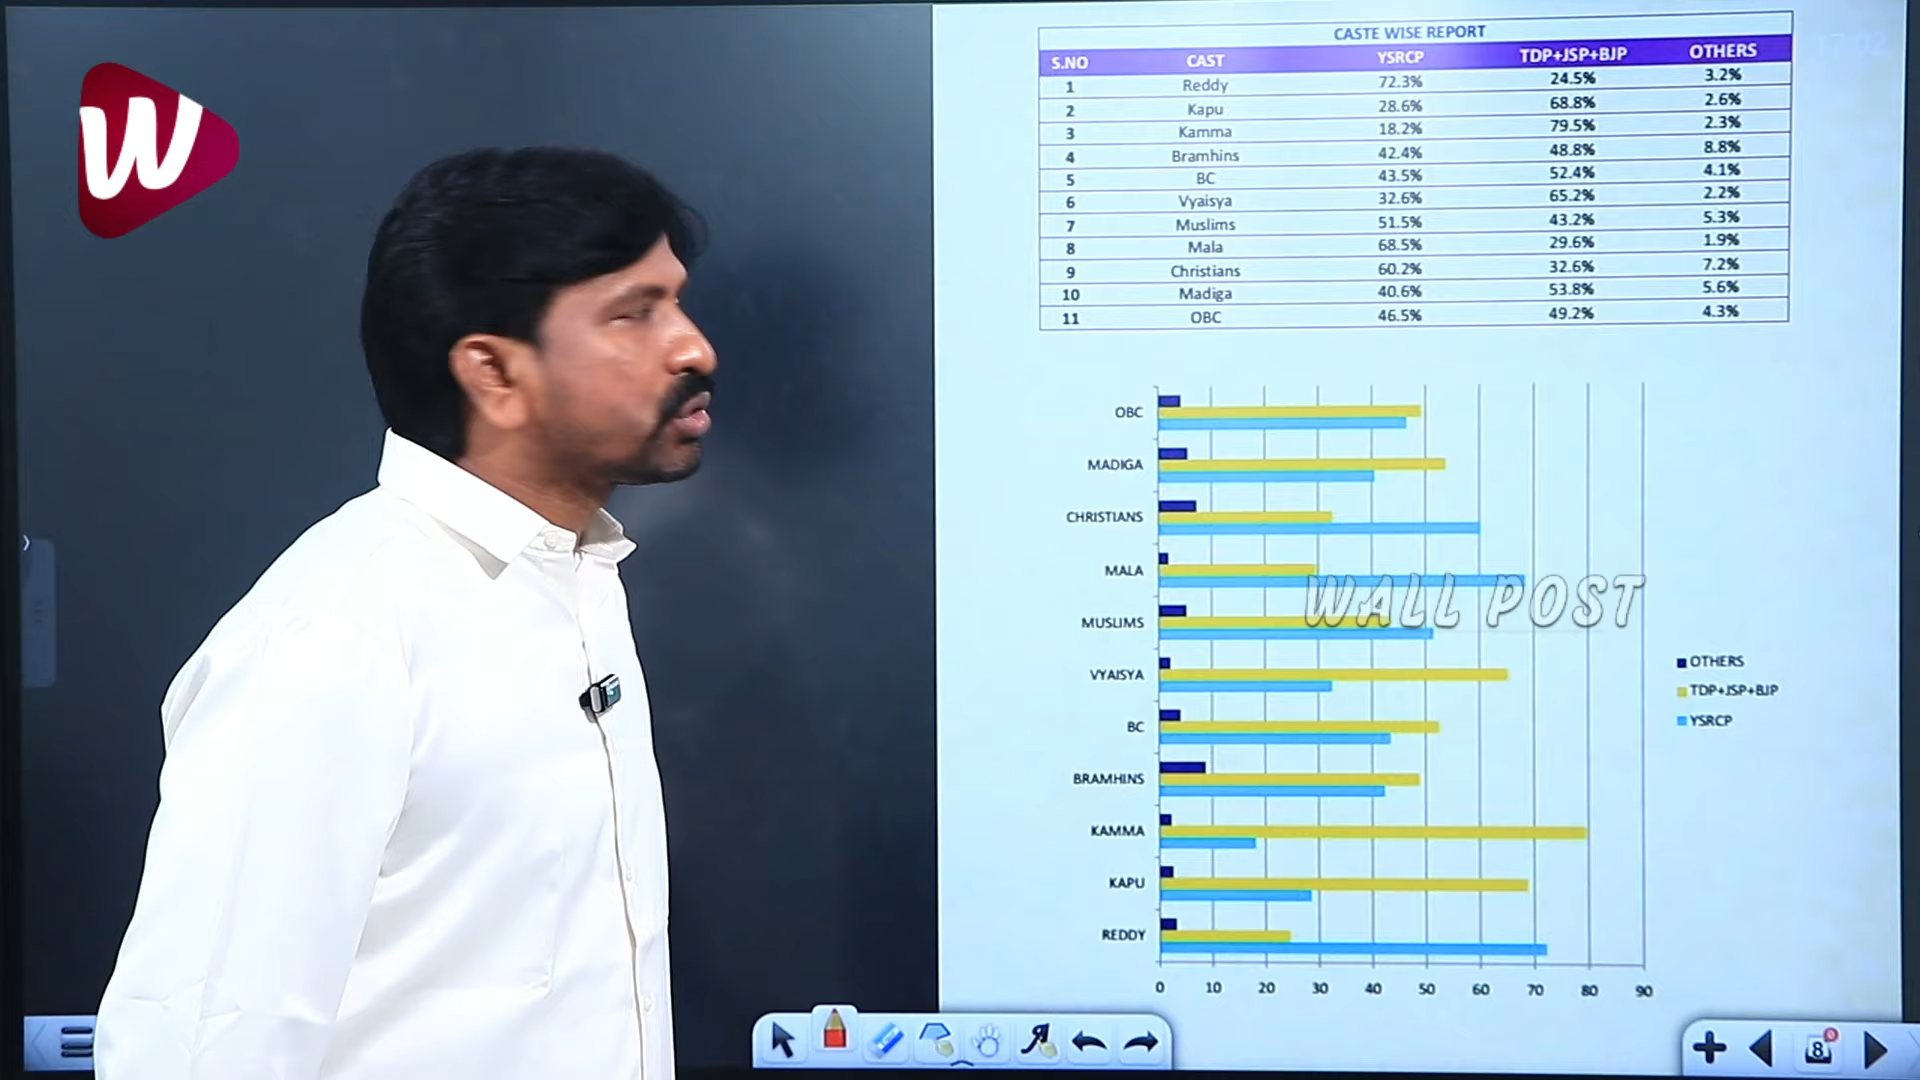 W
CASTE WISE REPORT
S.NO CAST YSRCP TDP+JSP+BJP OTHERS
1 Reddy 72.3% 24.5% 3.2%
2 Kapu 28.6% 68.8% 2.6%
3 Kamma 18.2% 79.5% 2.3%
4 Bramhins 42.4% 48.8% 8.8%
5 BC 43.5% 52.4% 4.1%
6 Vyaisya 32.6% 65.2% 2.2%
7 Muslims 51.5% 43.2% 5.3%
8 Mala 68.5% 29.6% 1.9%
9 Christians 60.2% 32.6% 7.2%
10 Madiga 40.6% 53.8% 5.6%
11 OBC 46.5% 49.2% 4.3%
OBC
MADIGA
CHRISTIANS
MALA
WALL POST
MUSLIMS
OTHERS
VYAISYA
TDP+JSP+BJP
YSRCP
BC
BRAMHINS
KAMMA
KAPU
REDDY
0 10 20 30 40 50 60 70 80 90
8